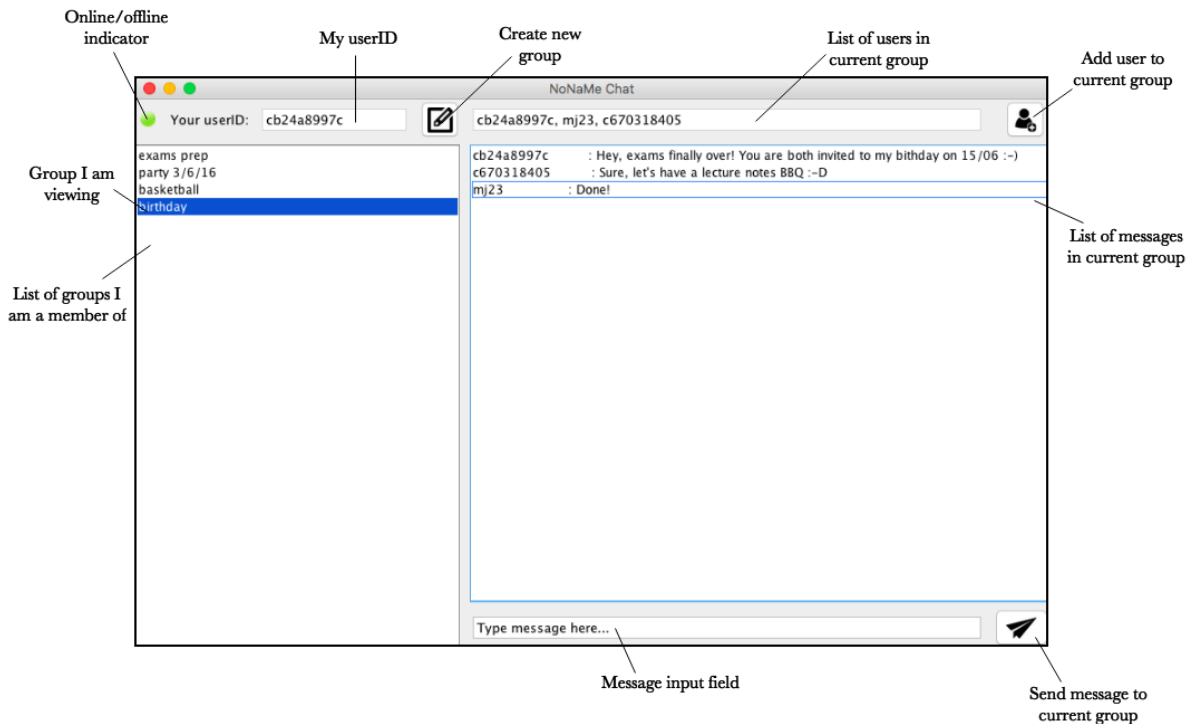 Online/offline
indicator
My userID
Create new
group
List of users in
current group
Add user to
current group
NoNaMe Chat
Your userID: cb24a8997c
cb24a8997c, mj23, c670318405
exams prep
party 3/6/16
basketball
birthday
cb24a8997c : Hey, exams finally over! You are both invited to my bithday on 15/06 :-)
c670318405 : Sure, let's have a lecture notes BBQ :-D
mj23 : Done!
Group I am
viewing
List of groups I
am a member of
List of messages
in current group
Type message here...
Message input field
Send message to
current group